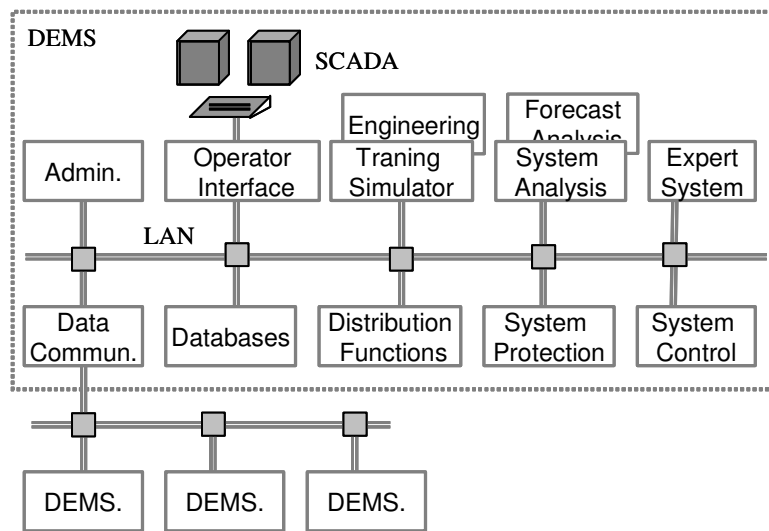 DEMS
SCADA
Engineering
Forecast
Analysis
Admin.
Operator
Interface
Traning
Simulator
System
Analysis
Expert
System
LAN
Data
Commun.
Databases
Distribution
Functions
System
Protection
System
Control
DEMS.
DEMS.
DEMS.